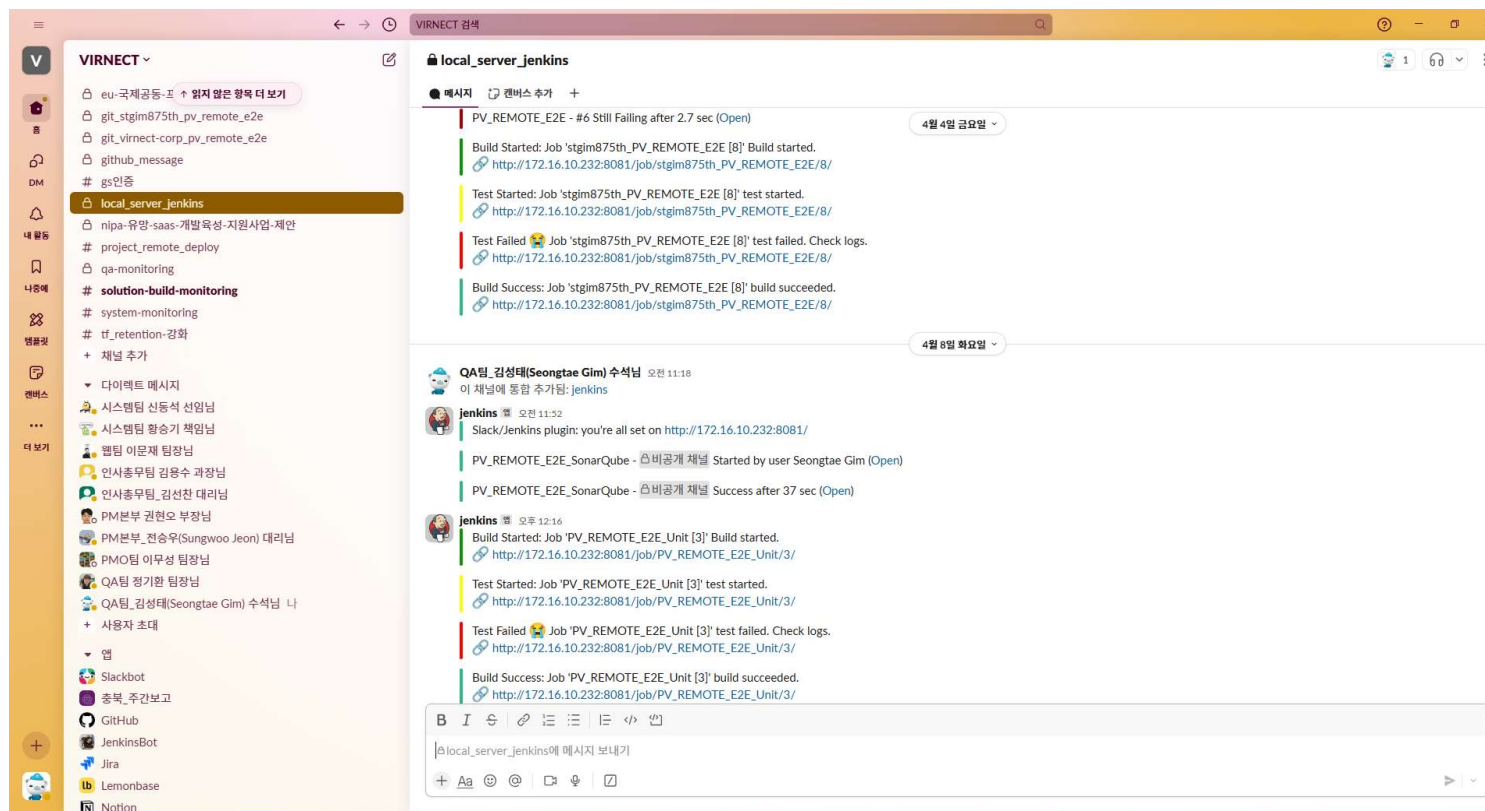 VIRNECT 검색
V
홈
DM
내 활동
나중에
템플릿
캔버스
더 보기
VIRNECT
eu-국제공동-프
↑ 읽지 않은 항목 더 보기
git_stgim875th_pv_remote_e2e
git_virnect-corp_pv_remote_e2e
github_message
# gs인증
local_server_jenkins
nipa-유망-saas-개발육성-지원사업-제안
# project_remote_deploy
qa-monitoring
# solution-build-monitoring
# system-monitoring
# tf_retention-강화
+ 채널 추가
다이렉트 메시지
시스템팀 신동석 선임님
시스템팀 황승기 책임님
웹팀 이문재 팀장님
인사총무팀 김용수 과장님
인사총무팀_김선찬 대리님
PM본부 권현오 부장님
PM본부_전승우(Sungwoo Jeon) 대리님
PMO팀 이무성 팀장님
QA팀 정기환 팀장님
QA팀_김성태(Seongtae Gim) 수석님 나
+ 사용자 초대
앱
Slackbot
충북_주간보고
GitHub
JenkinsBot
Jira
lb Lemonbase
Notion
local_server_jenkins
1
메시지
캔버스 추가
+
PV_REMOTE_E2E - #6 Still Failing after 2.7 sec (Open)
4월 4일 금요일
Build Started: Job 'stgim875th_PV_REMOTE_E2E [8]' Build started.
http://172.16.10.232:8081/job/stgim875th_PV_REMOTE_E2E/8/
Test Started: Job 'stgim875th_PV_REMOTE_E2E [8]' test started.
http://172.16.10.232:8081/job/stgim875th_PV_REMOTE_E2E/8/
Test Failed 😭 Job 'stgim875th_PV_REMOTE_E2E [8]' test failed. Check logs.
http://172.16.10.232:8081/job/stgim875th_PV_REMOTE_E2E/8/
Build Success: Job 'stgim875th_PV_REMOTE_E2E [8]' build succeeded.
http://172.16.10.232:8081/job/stgim875th_PV_REMOTE_E2E/8/
4월 8일 화요일
QA팀_김성태(Seongtae Gim) 수석님 오전 11:18
이 채널에 통합 추가됨: jenkins
jenkins 앱 오전 11:52
Slack/Jenkins plugin: you're all set on http://172.16.10.232:8081/
PV_REMOTE_E2E_SonarQube - 비공개 채널 Started by user Seongtae Gim (Open)
PV_REMOTE_E2E_SonarQube - 비공개 채널 Success after 37 sec (Open)
jenkins 앱 오후 12:16
Build Started: Job 'PV_REMOTE_E2E_Unit [3]' Build started.
http://172.16.10.232:8081/job/PV_REMOTE_E2E_Unit/3/
Test Started: Job 'PV_REMOTE_E2E_Unit [3]' test started.
http://172.16.10.232:8081/job/PV_REMOTE_E2E_Unit/3/
Test Failed 😭 Job 'PV_REMOTE_E2E_Unit [3]' test failed. Check logs.
http://172.16.10.232:8081/job/PV_REMOTE_E2E_Unit/3/
Build Success: Job 'PV_REMOTE_E2E_Unit [3]' build succeeded.
http://172.16.10.232:8081/job/PV_REMOTE_E2E_Unit/3/
B I S
local_server_jenkins에 메시지 보내기
+ Aa @